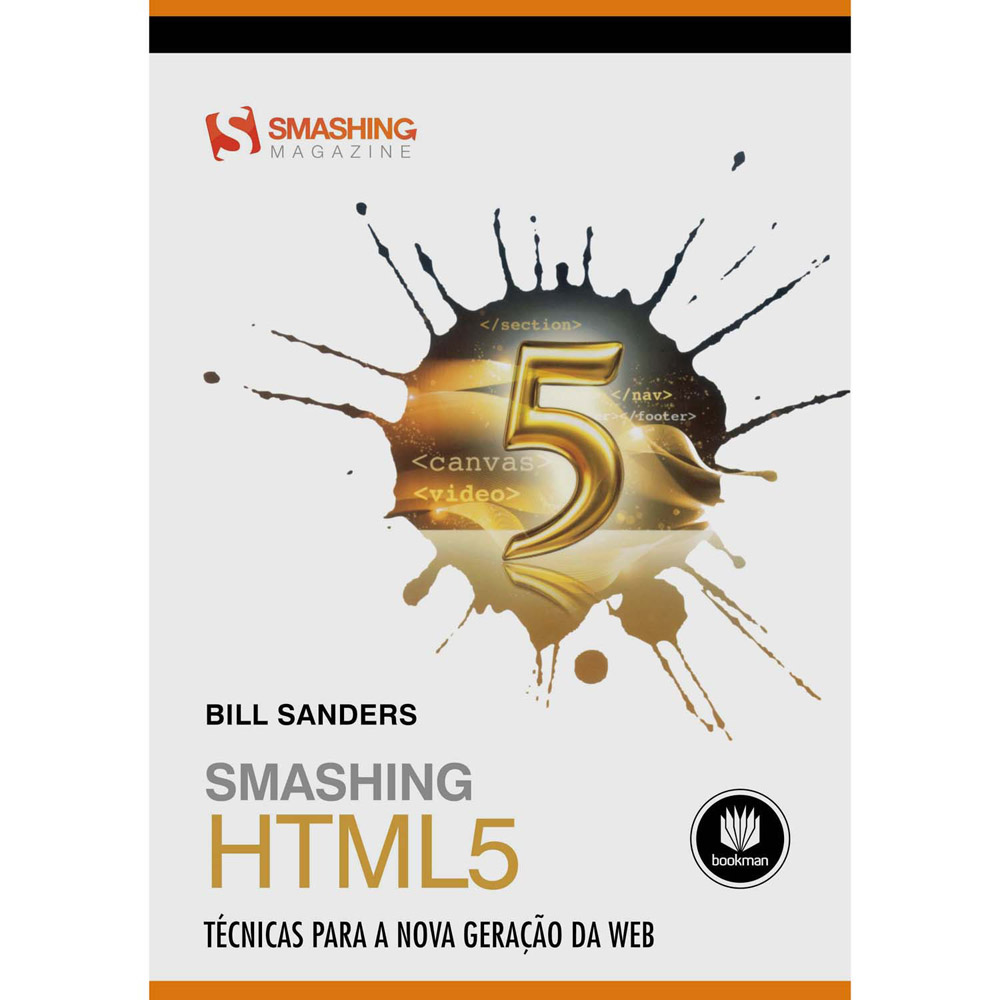 SMASHING
MAGAZINE
</section>
5
</nav>
></footer>
<canvas>
<video>
BILL SANDERS
SMASHING
HTML5
bookman
TÉCNICAS PARA A NOVA GERAÇÃO DA WEB